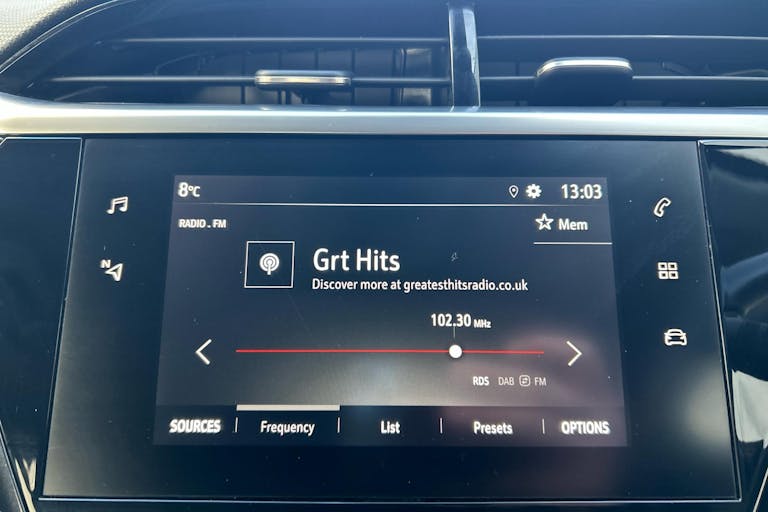 8°C 13:03
RADIO . FM Mem
N
Grt Hits
Discover more at greatesthitsradio.co.uk
102.30 MHz
RDS DAB FM
SOURCES Frequency List Presets OPTIONS